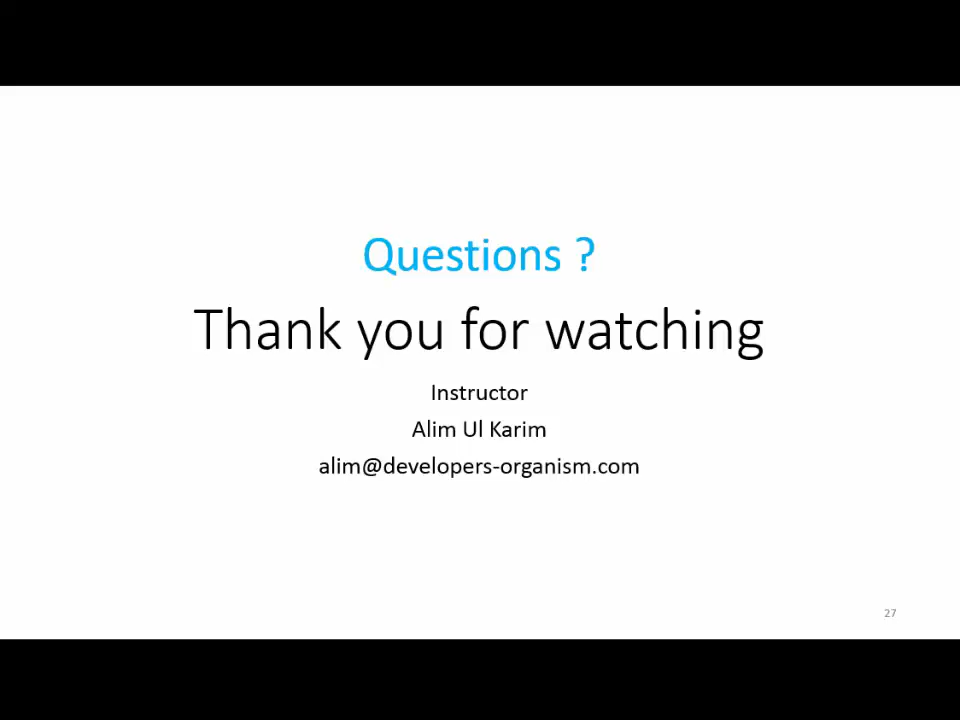 Questions ?
Thank you for watching
Instructor
Alim Ul Karim
alim@developers-organism.com
27